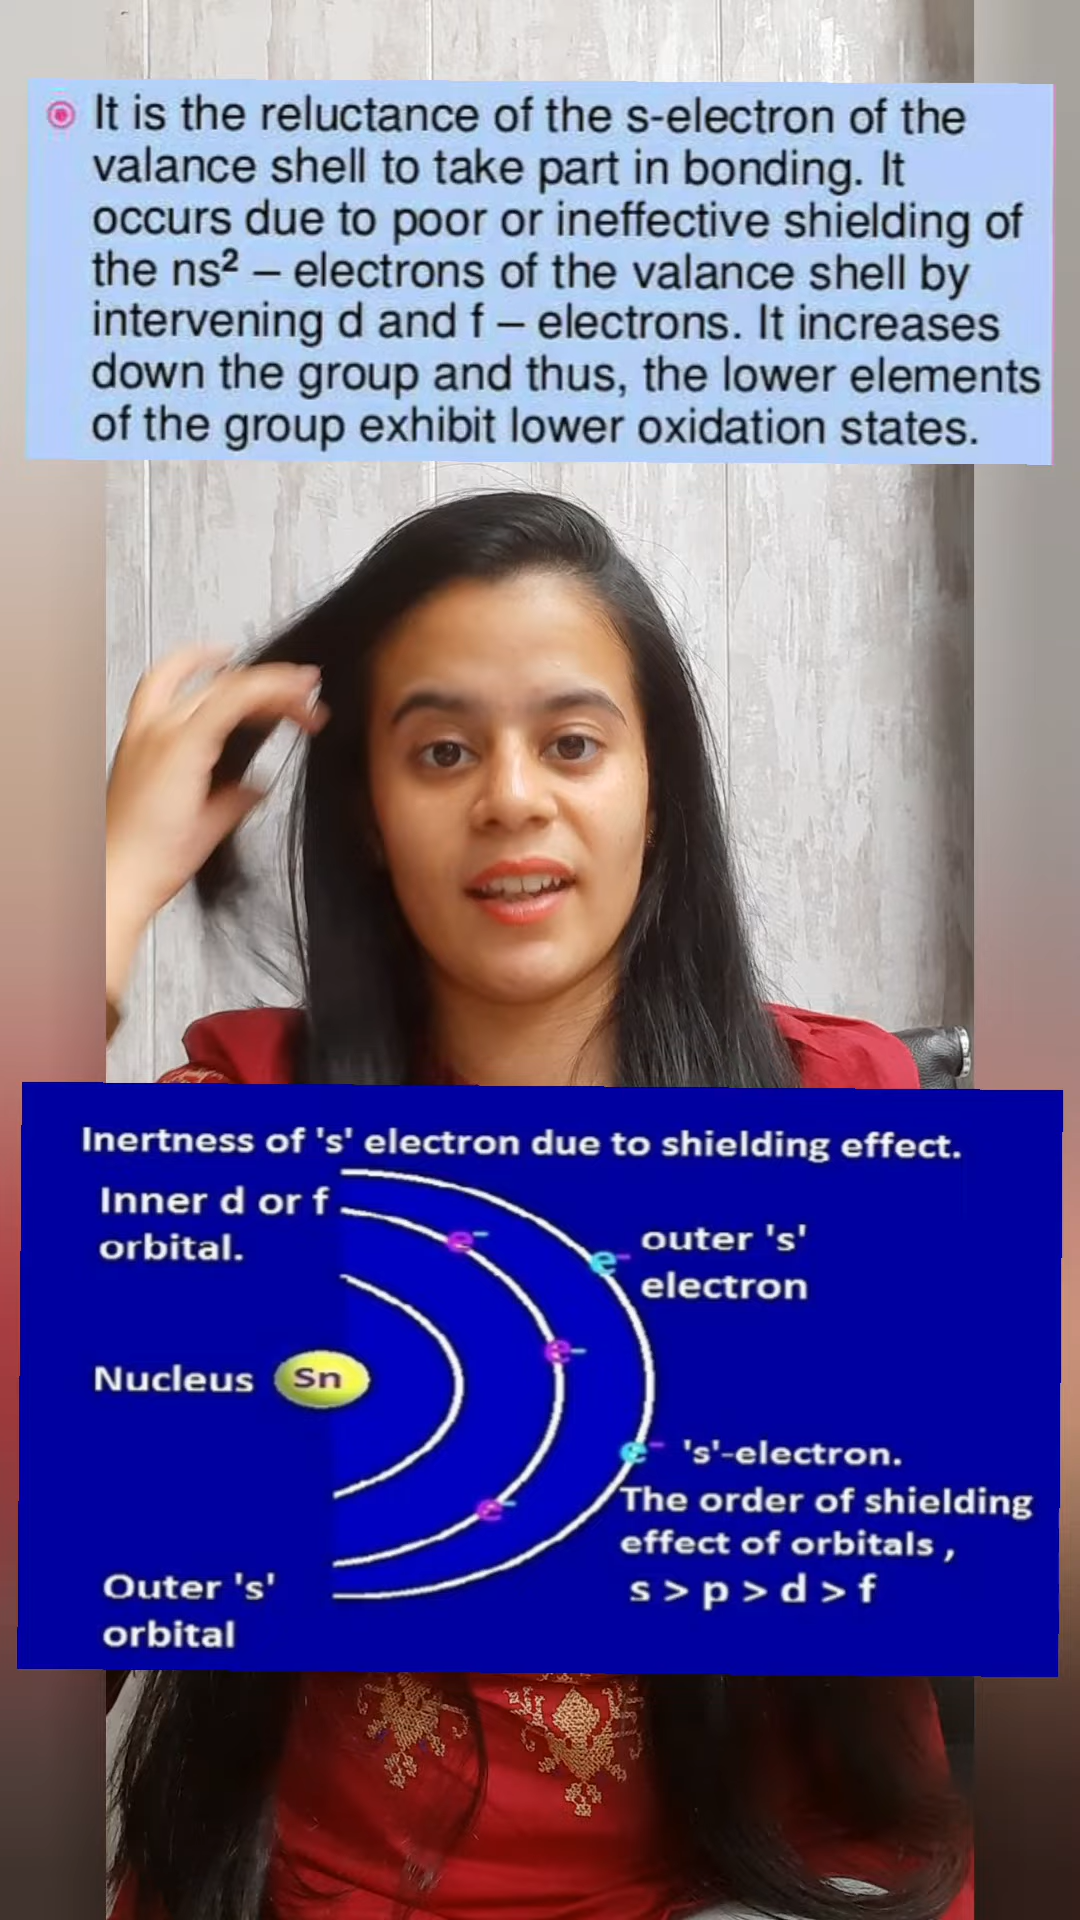 It is the reluctance of the s-electron of the
valance shell to take part in bonding. It
occurs due to poor or ineffective shielding of
the ns² – electrons of the valance shell by
intervening d and f – electrons. It increases
down the group and thus, the lower elements
of the group exhibit lower oxidation states.
Inertness of 's' electron due to shielding effect.
Inner d or f
orbital.
e-
e-
outer 's'
electron
e-
Nucleus
Sn
e-
's'-electron.
The order of shielding
effect of orbitals ,
s > p > d > f
e-
Outer 's'
orbital